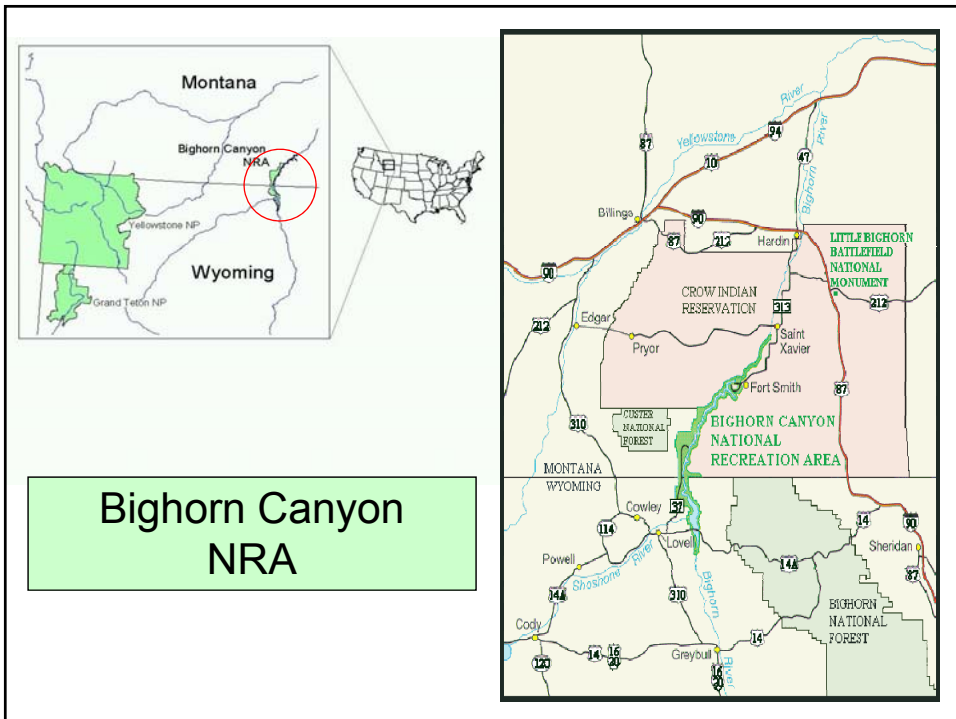 Montana
Bighorn Canyon
NRA
Yellowstone NP
Wyoming
Grand Teton NP
Bighorn Canyon
NRA
87
Yellowstone
River
94
10
47
River
Bighorn
Billings
90
87
212
Hardin
LITTLE BIGHORN
BATTLEFIELD
NATIONAL
MONUMENT
90
CROW INDIAN
RESERVATION
212
313
212
Edgar
Pryor
Saint
Xavier
Fort Smith
87
310
CUSTER
NATIONAL
FOREST
BIGHORN CANYON
NATIONAL
RECREATION AREA
MONTANA
WYOMING
37
Cowley
114
Lovell
14
90
Sheridan
Powell
Shoshone
River
14A
87
14A
310
Bighorn
BIGHORN
NATIONAL
FOREST
Cody
14
16
20
14
Greybull
120
16
20
River